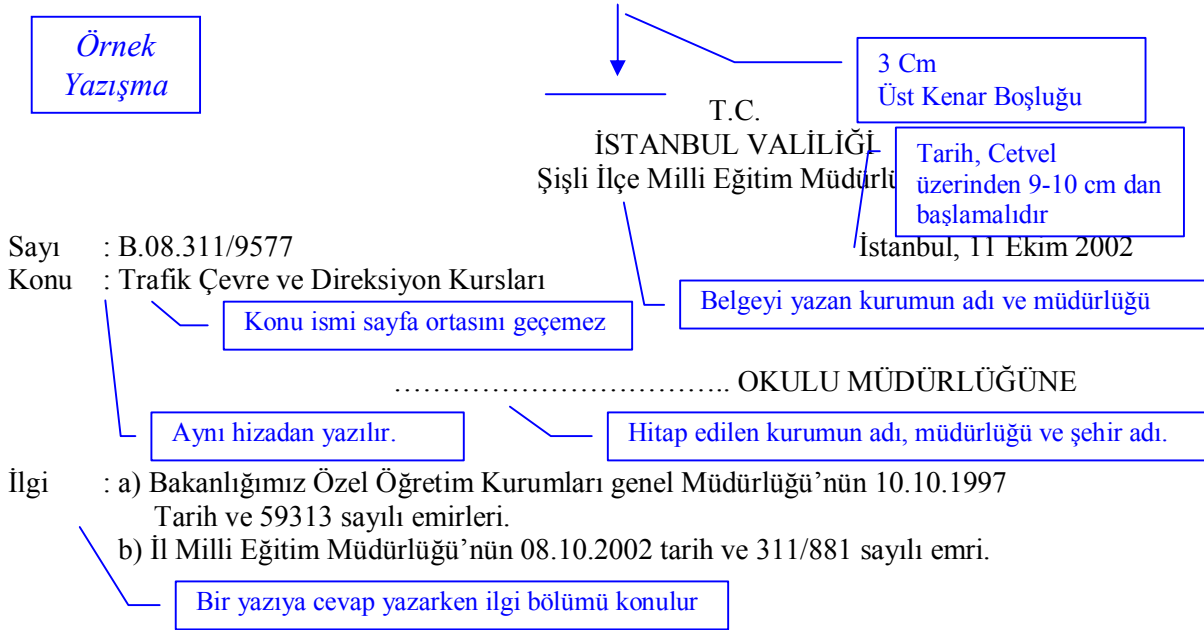 Örnek
Yazışma
3 Cm
Üst Kenar Boşluğu
T.C.
İSTANBUL VALİLİĞİ
Şişli İlçe Milli Eğitim Müdürlü
Tarih, Cetvel
üzerinden 9-10 cm dan
başlamalıdır
Sayı : B.08.311/9577 İstanbul, 11 Ekim 2002
Konu : Trafik Çevre ve Direksiyon Kursları
Belgeyi yazan kurumun adı ve müdürlüğü
Konu ismi sayfa ortasını geçemez
…………………………….. OKULU MÜDÜRLÜĞÜNE
Aynı hizadan yazılır.
Hitap edilen kurumun adı, müdürlüğü ve şehir adı.
İlgi : a) Bakanlığımız Özel Öğretim Kurumları genel Müdürlüğü’nün 10.10.1997
Tarih ve 59313 sayılı emirleri.
b) İl Milli Eğitim Müdürlüğü’nün 08.10.2002 tarih ve 311/881 sayılı emri.
Bir yazıya cevap yazarken ilgi bölümü konulur